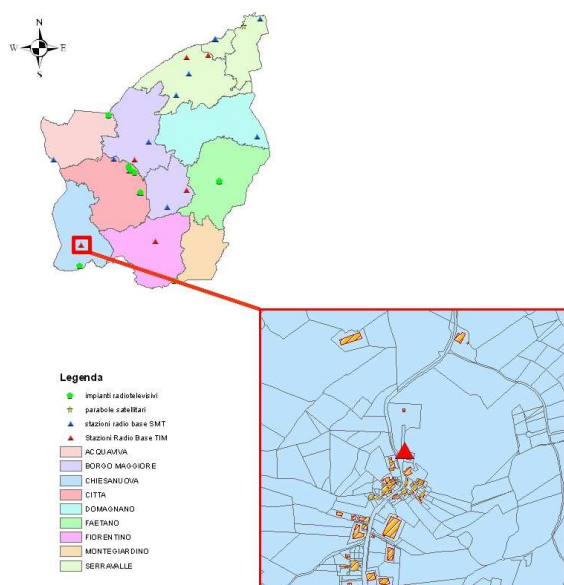 N
W E
S
Legenda
impianti radiotelevisivi
parabole satellitari
stazioni radio base SMT
Stazioni Radio Base TIM
ACQUAVIVA
BORGO MAGGIORE
CHIESANUOVA
CITTA
DOMAGNANO
FAETANO
FIORENTINO
MONTEGIARDINO
SERRAVALLE